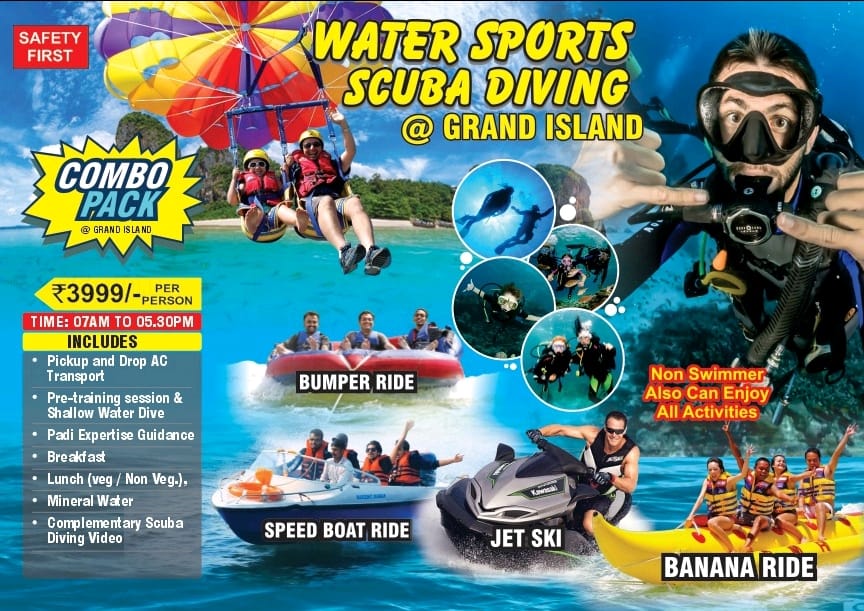 SAFETY
FIRST
WATER SPORTS
SCUBA DIVING
@ GRAND ISLAND
COMBO
PACK
@ GRAND ISLAND
₹3999/- PER
PERSON
TIME: 07AM TO 05.30PM
INCLUDES
• Pickup and Drop AC
Transport
• Pre-training session &
Shallow Water Dive
• Padi Expertise Guidance
• Breakfast
• Lunch (veg / Non Veg.),
• Mineral Water
• Complementary Scuba
Diving Video
BUMPER RIDE
SPEED BOAT RIDE
Kawasaki
JET SKI
Non Swimmer
Also Can Enjoy
All Activities
BANANA RIDE